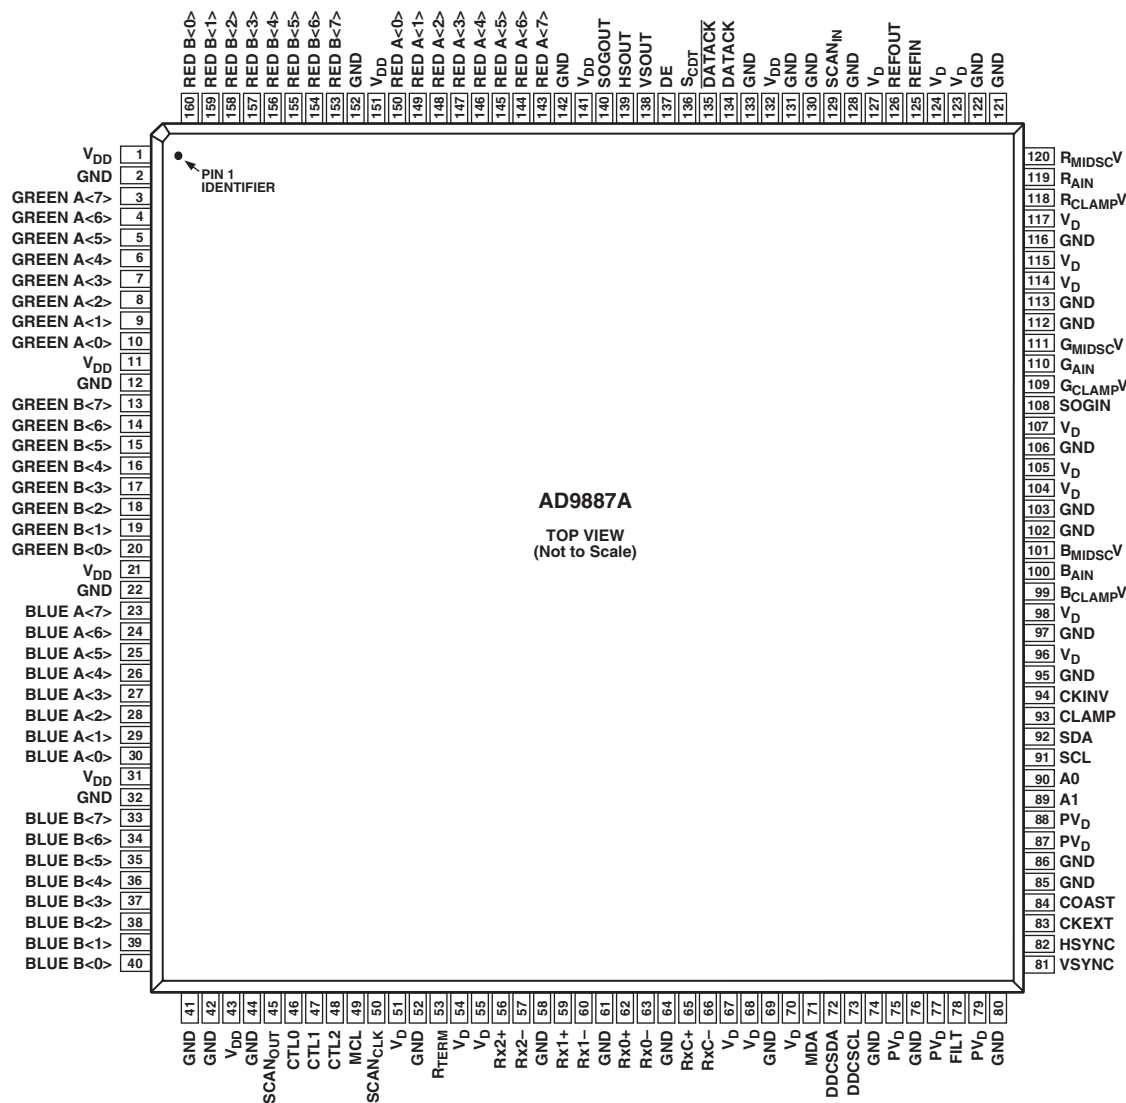 160 RED B<0>
159 RED B<1>
158 RED B<2>
157 RED B<3>
156 RED B<4>
155 RED B<5>
154 RED B<6>
153 RED B<7>
152 GND
151 VDD
150 RED A<0>
149 RED A<1>
148 RED A<2>
147 RED A<3>
146 RED A<4>
145 RED A<5>
144 RED A<6>
143 RED A<7>
142 GND
141 VDD
140 SOGOUT
139 HSOUT
138 VSOUT
137 DE
136 SCDT
135 DATACK
134 DATACK
133 GND
132 VDD
131 GND
130 GND
129 SCANIN
128 GND
127 VD
126 REFOUT
125 REFIN
124 VD
123 VD
122 GND
121 GND
VDD 1
GND 2
GREEN A<7> 3
GREEN A<6> 4
GREEN A<5> 5
GREEN A<4> 6
GREEN A<3> 7
GREEN A<2> 8
GREEN A<1> 9
GREEN A<0> 10
VDD 11
GND 12
GREEN B<7> 13
GREEN B<6> 14
GREEN B<5> 15
GREEN B<4> 16
GREEN B<3> 17
GREEN B<2> 18
GREEN B<1> 19
GREEN B<0> 20
VDD 21
GND 22
BLUE A<7> 23
BLUE A<6> 24
BLUE A<5> 25
BLUE A<4> 26
BLUE A<3> 27
BLUE A<2> 28
BLUE A<1> 29
BLUE A<0> 30
VDD 31
GND 32
BLUE B<7> 33
BLUE B<6> 34
BLUE B<5> 35
BLUE B<4> 36
BLUE B<3> 37
BLUE B<2> 38
BLUE B<1> 39
BLUE B<0> 40
PIN 1
IDENTIFIER
AD9887A
TOP VIEW
(Not to Scale)
120 RMIDSCV
119 RAIN
118 RCLAMPV
117 VD
116 GND
115 VD
114 VD
113 GND
112 GND
111 GMIDSCV
110 GAIN
109 GCLAMPV
108 SOGIN
107 VD
106 GND
105 VD
104 VD
103 GND
102 GND
101 BMIDSCV
100 BAIN
99 BCLAMPV
98 VD
97 GND
96 VD
95 GND
94 CKINV
93 CLAMP
92 SDA
91 SCL
90 A0
89 A1
88 PVD
87 PVD
86 GND
85 GND
84 COAST
83 CKEXT
82 HSYNC
81 VSYNC
41 GND
42 GND
43 VDD
44 GND
45 SCANOUT
46 CTL0
47 CTL1
48 CTL2
49 MCL
50 SCANCLK
51 VD
52 GND
53 RTERM
54 VD
55 VD
56 Rx2+
57 Rx2–
58 GND
59 Rx1+
60 Rx1–
61 GND
62 Rx0+
63 Rx0–
64 GND
65 RxC+
66 RxC–
67 VD
68 VD
69 GND
70 VD
71 MDA
72 DDCSDA
73 DDCSCL
74 GND
75 PVD
76 GND
77 PVD
78 FILT
79 PVD
80 GND